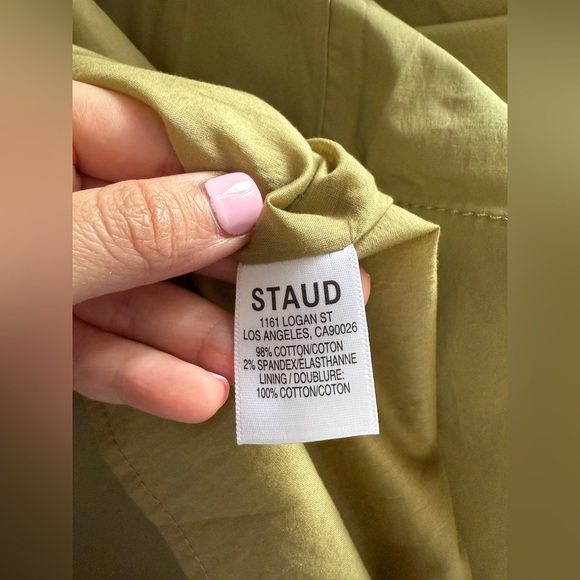 STAUD
1161 LOGAN ST
LOS ANGELES, CA90026
98% COTTON/COTON
2% SPANDEX/ELASTHANNE
LINING / DOUBLURE:
100% COTTON/COTON